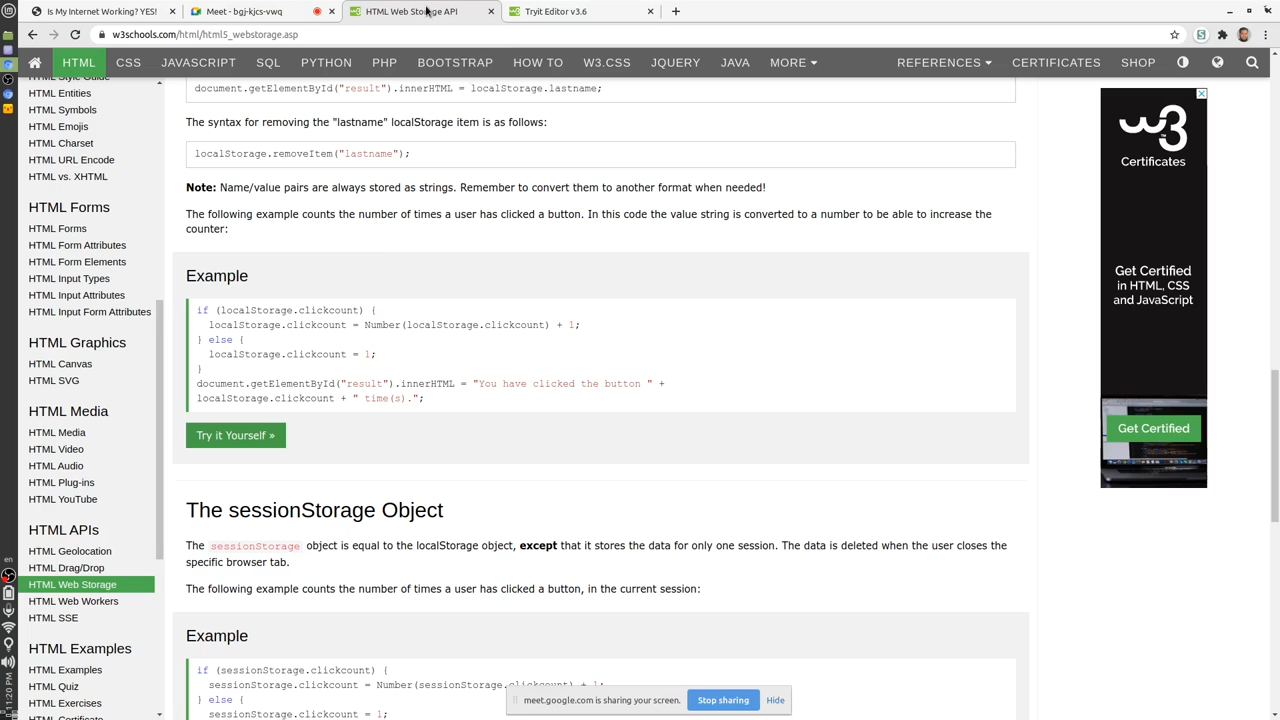 Is My Internet Working? YES!
Meet - bgj-kjcs-vwq
HTML Web Storage API
Tryit Editor v3.6
w3schools.com/html/html5_webstorage.asp
HTML
CSS
JAVASCRIPT
SQL
PYTHON
PHP
BOOTSTRAP
HOW TO
W3.CSS
JQUERY
JAVA
MORE
REFERENCES
CERTIFICATES
SHOP
HTML Style Guide
HTML Entities
HTML Symbols
HTML Emojis
HTML Charset
HTML URL Encode
HTML vs. XHTML
HTML Forms
HTML Forms
HTML Form Attributes
HTML Form Elements
HTML Input Types
HTML Input Attributes
HTML Input Form Attributes
HTML Graphics
HTML Canvas
HTML SVG
HTML Media
HTML Media
HTML Video
HTML Audio
HTML Plug-ins
HTML YouTube
HTML APIs
HTML Geolocation
HTML Drag/Drop
HTML Web Storage
HTML Web Workers
HTML SSE
HTML Examples
HTML Examples
HTML Quiz
HTML Exercises
HTML Certificate
document.getElementById("result").innerHTML = localStorage.lastname;
The syntax for removing the "lastname" localStorage item is as follows:
localStorage.removeItem("lastname");
Note: Name/value pairs are always stored as strings. Remember to convert them to another format when needed!
The following example counts the number of times a user has clicked a button. In this code the value string is converted to a number to be able to increase the
counter:
Example
if (localStorage.clickcount) {
localStorage.clickcount = Number(localStorage.clickcount) + 1;
} else {
localStorage.clickcount = 1;
}
document.getElementById("result").innerHTML = "You have clicked the button " +
localStorage.clickcount + " time(s).";
Try it Yourself »
The sessionStorage Object
The sessionStorage object is equal to the localStorage object, except that it stores the data for only one session. The data is deleted when the user closes the
specific browser tab.
The following example counts the number of times a user has clicked a button, in the current session:
Example
if (sessionStorage.clickcount) {
sessionStorage.clickcount = Number(sessionStorage.clickcount) + 1;
} else {
sessionStorage.clickcount = 1;
meet.google.com is sharing your screen.
Stop sharing
Hide
w3
Certificates
Get Certified
in HTML, CSS
and JavaScript
Get Certified
en
11:20 PM